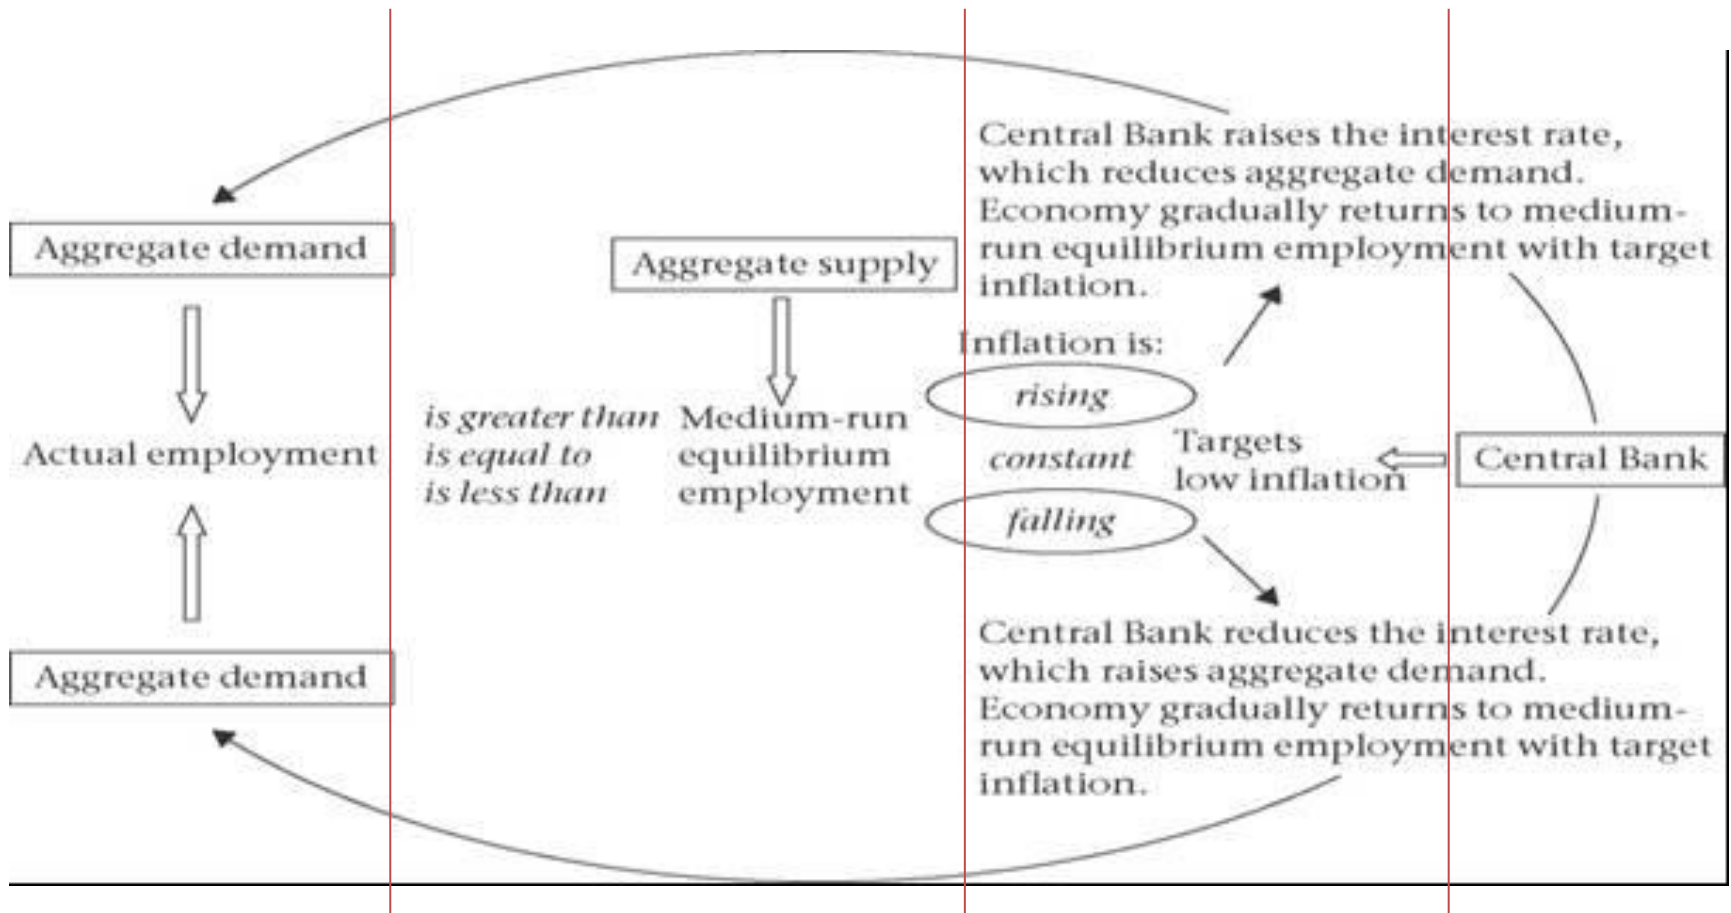 Central Bank raises the interest rate,
which reduces aggregate demand.
Economy gradually returns to medium-
run equilibrium employment with target
inflation.
Aggregate demand
Aggregate supply
Inflation is:
rising
is greater than
is equal to
is less than
Medium-run
equilibrium
employment
Actual employment
constant
Targets
low inflation
Central Bank
falling
Central Bank reduces the interest rate,
which raises aggregate demand.
Economy gradually returns to medium-
run equilibrium employment with target
inflation.
Aggregate demand